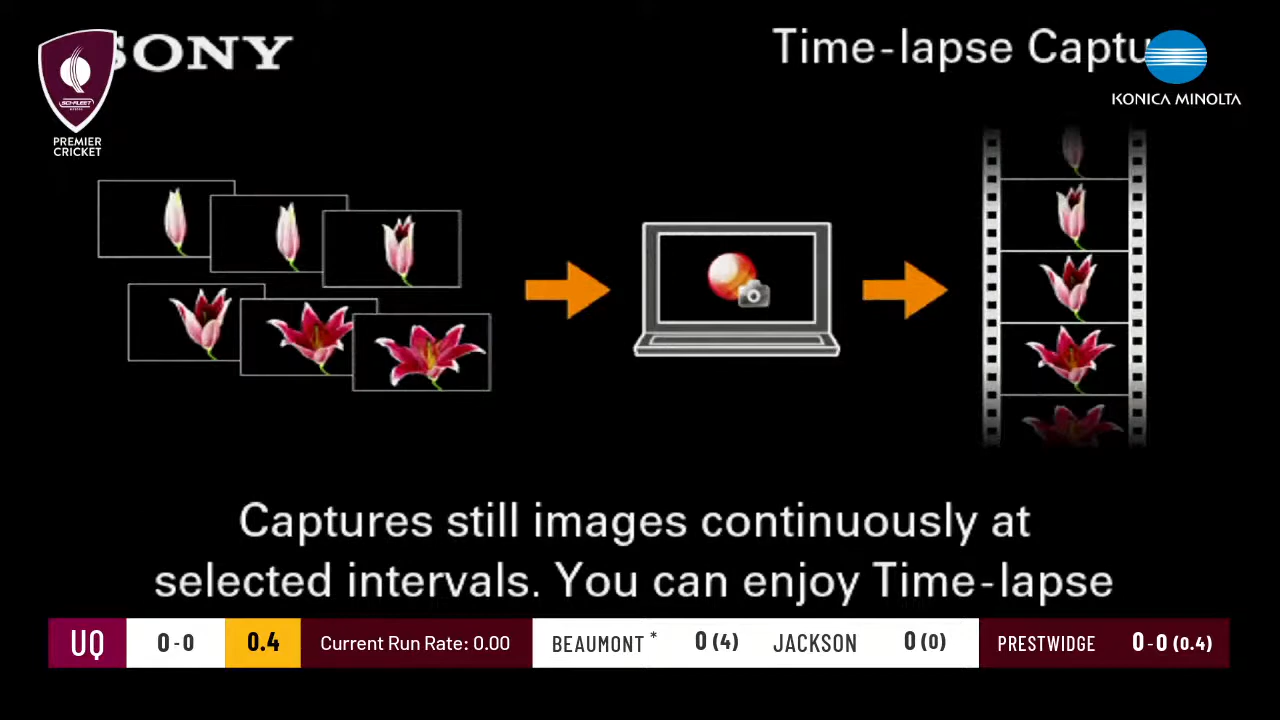 SONY
Time-lapse Captu
KONICA MINOLTA
SCI-FLEET
PREMIER
CRICKET
Captures still images continuously at
selected intervals. You can enjoy Time-lapse
UQ 0-0 0.4 Current Run Rate: 0.00 BEAUMONT * 0 (4) JACKSON 0 (0) PRESTWIDGE 0-0 (0.4)